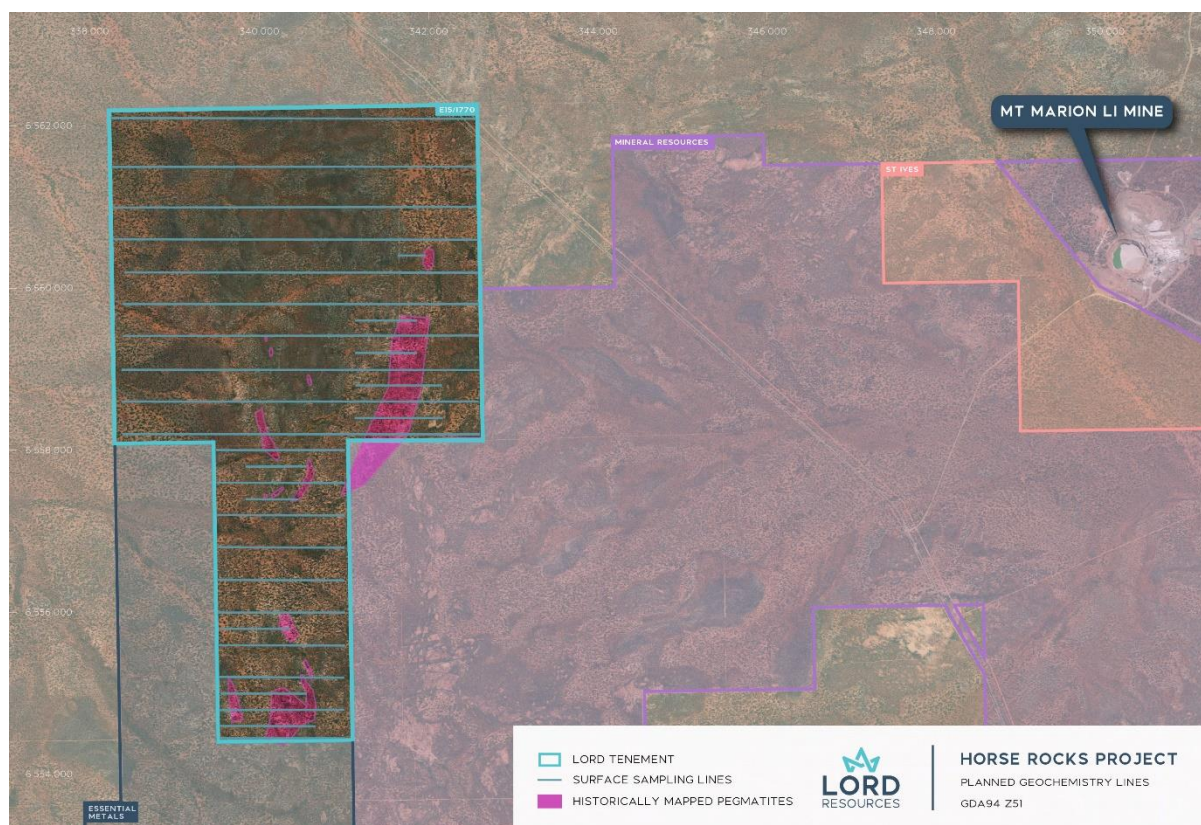 338 000
340 000
342 000
344 000
346 000
348 000
350 000
6 562 000
6 560 000
6 558 000
6 556 000
6 554 000
E15/1770
MINERAL RESOURCES
ST IVES
MT MARION LI MINE
ESSENTIAL
METALS
LORD TENEMENT
SURFACE SAMPLING LINES
HISTORICALLY MAPPED PEGMATITES
LORD
RESOURCES
HORSE ROCKS PROJECT
PLANNED GEOCHEMISTRY LINES
GDA94 Z51